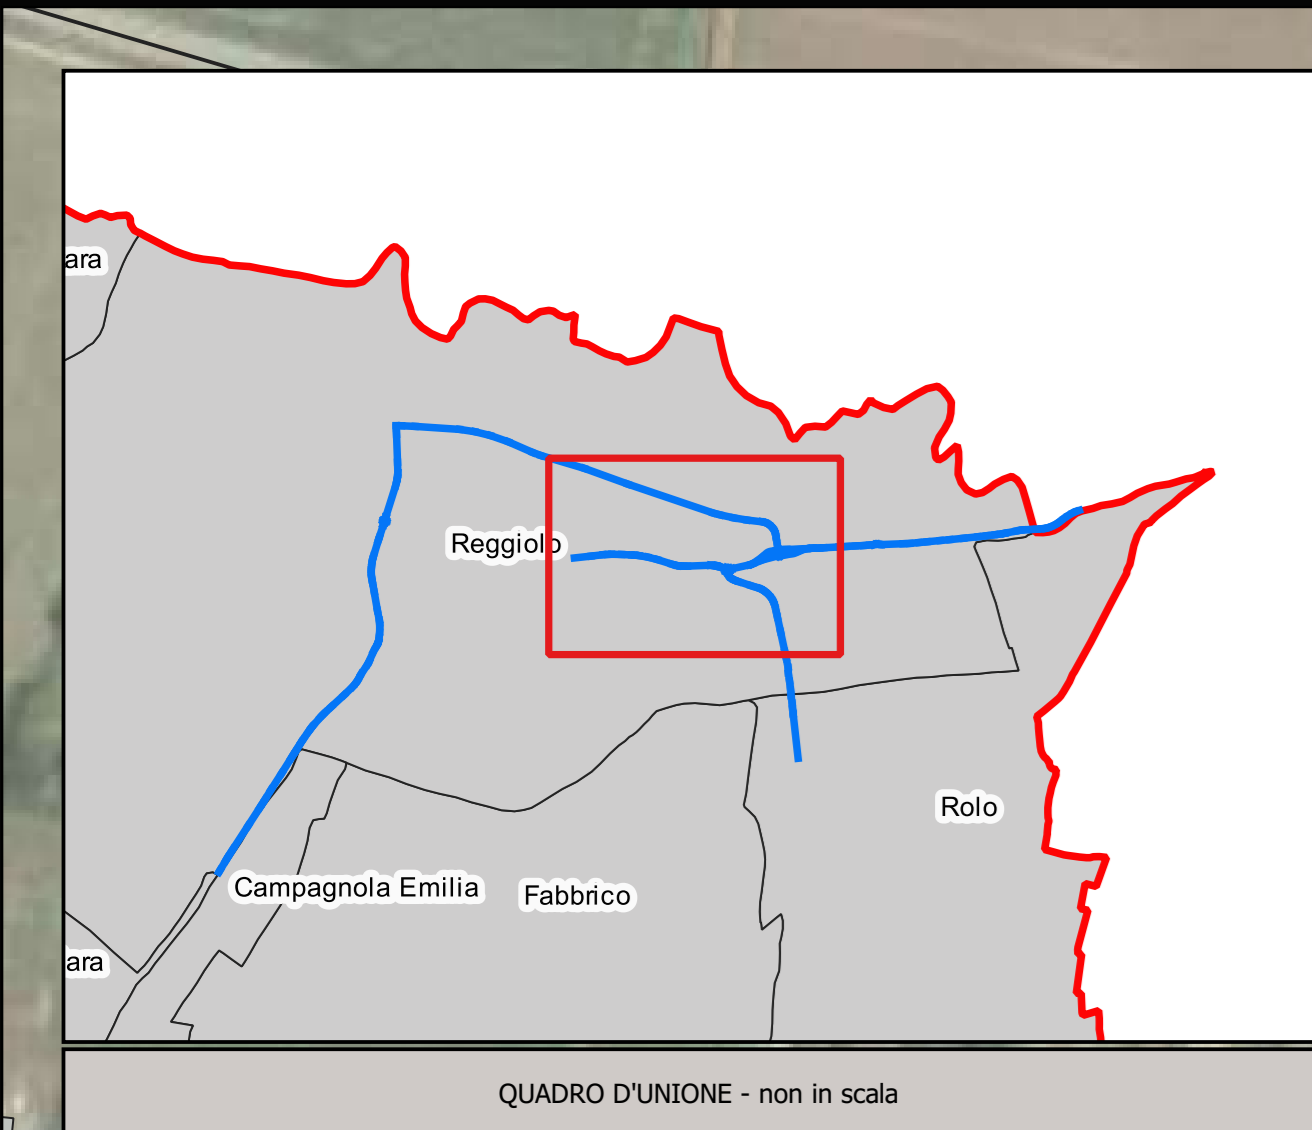 ara
Reggiolo
Rolo
Campagnola Emilia
Fabbrico
ara
QUADRO D'UNIONE - non in scala